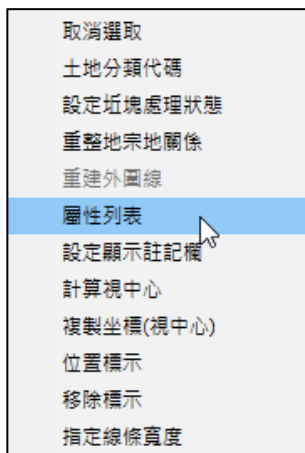 取消選取
土地分類代碼
設定坵塊處理狀態
重整地宗地關係
重建外圍線
屬性列表
設定顯示註記欄
計算視中心
複製坐標(視中心)
位置標示
移除標示
指定線條寬度